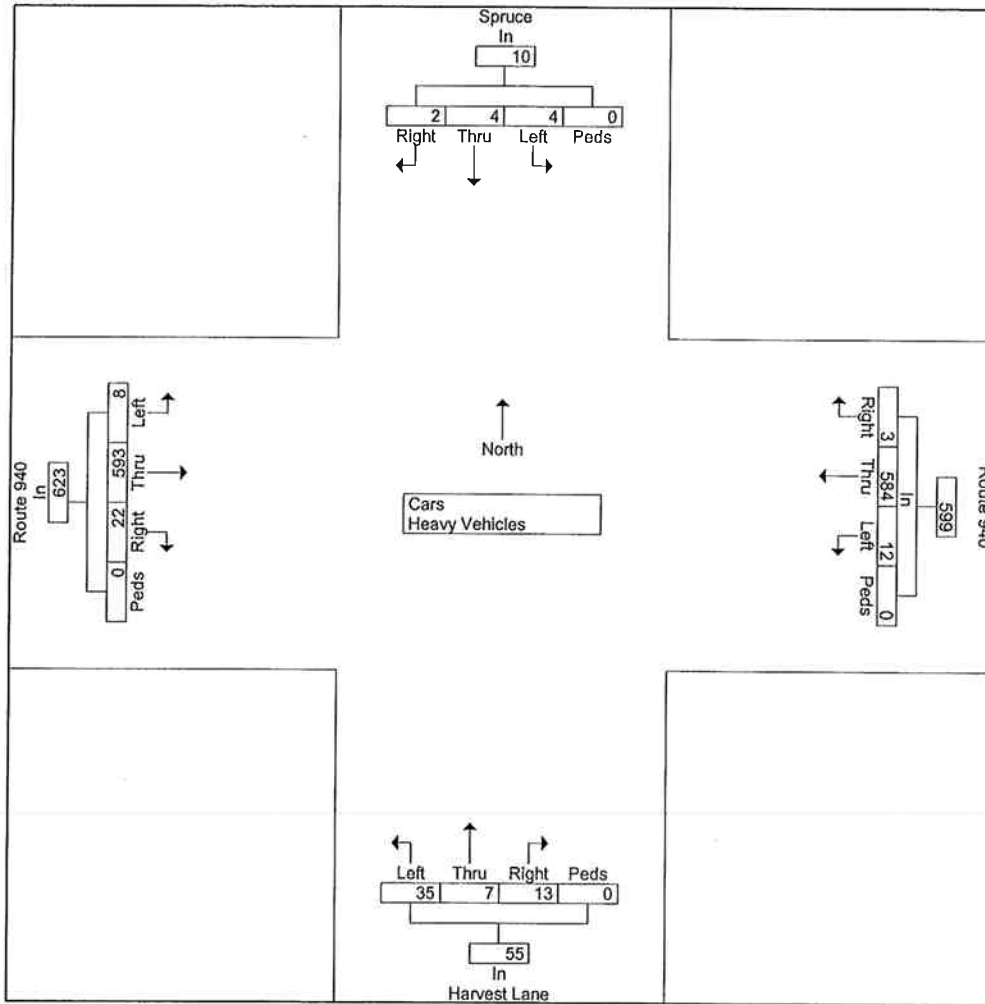 Spruce
In
10
2 4 4 0
Right Thru Left Peds
Route 940
In
623
8 593 22 0
Left Thru Right Peds
North
Cars
Heavy Vehicles
Right Thru Left Peds
3 584 12 0
In
599
Route 940
Left Thru Right Peds
35 7 13 0
55
In
Harvest Lane